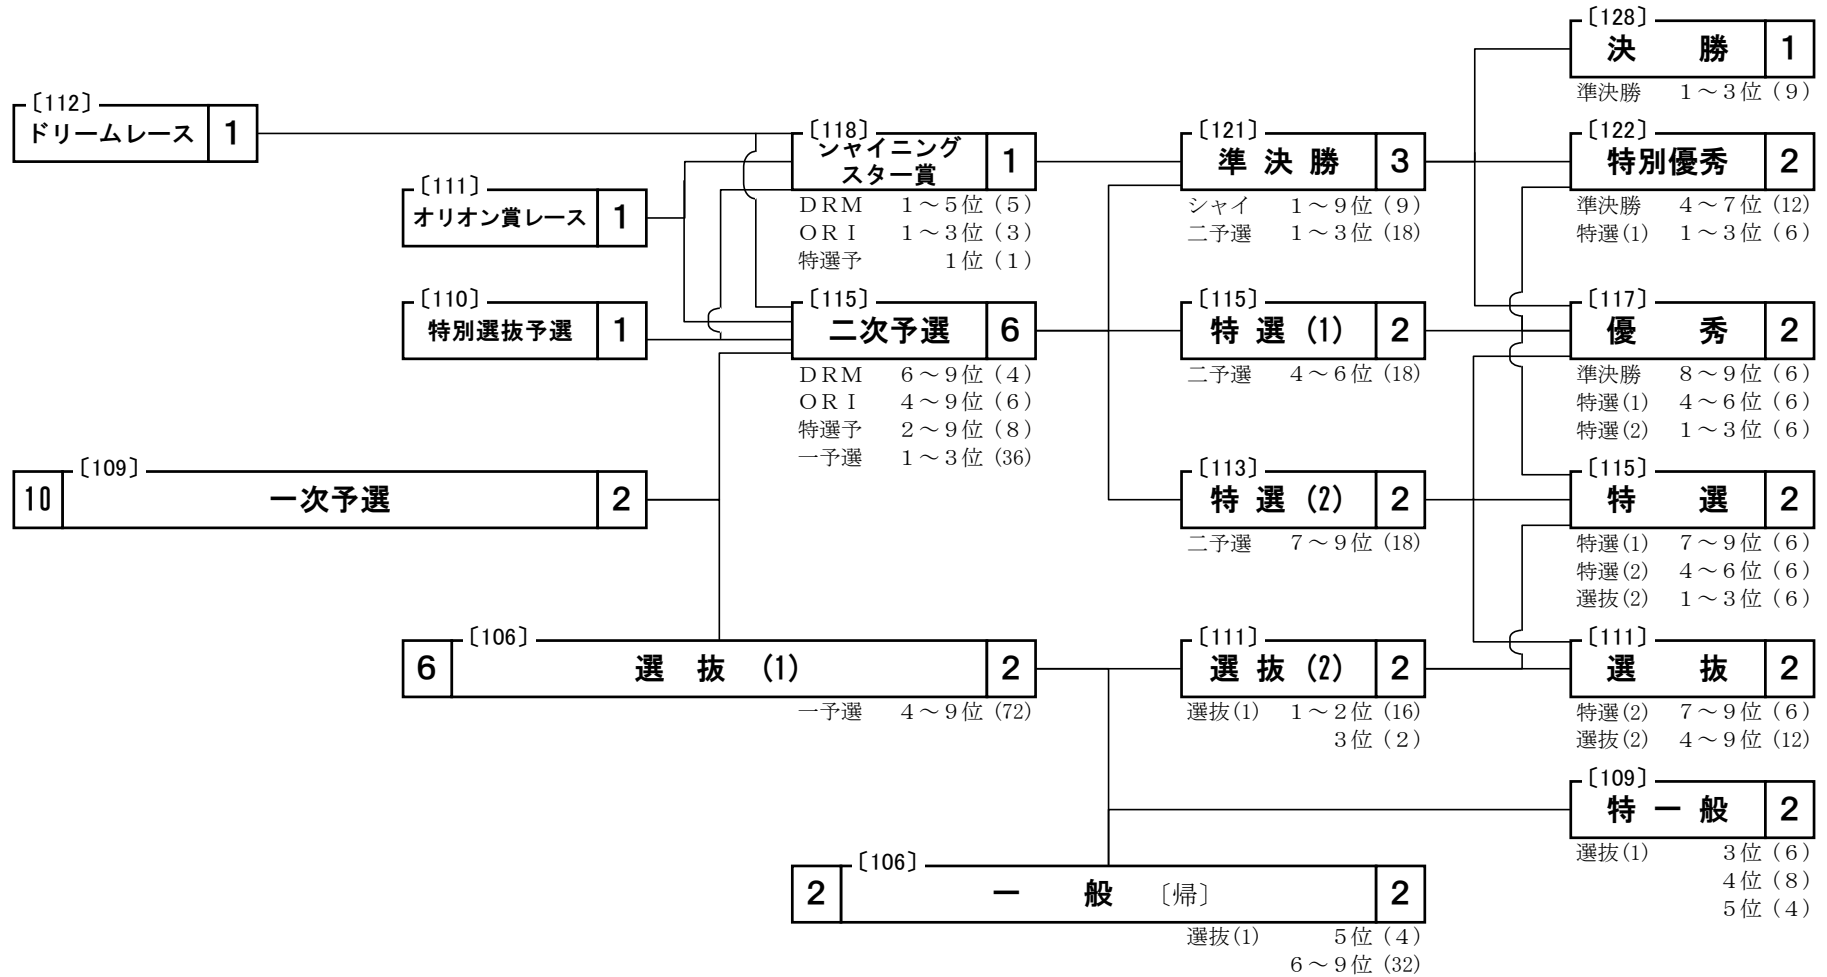 〔128〕
決　勝 1
準決勝 1～3位 (9)
〔112〕
ドリームレース 1
〔118〕
シャイニング
スター賞 1
DRM 1～5位 (5)
ORI 1～3位 (3)
特選予 1位 (1)
〔121〕
準決勝 3
シャイ 1～9位 (9)
二予選 1～3位 (18)
〔122〕
特別優秀 2
準決勝 4～7位 (12)
特選(1) 1～3位 (6)
〔111〕
オリオン賞レース 1
〔110〕
特別選抜予選 1
〔115〕
二次予選 6
DRM 6～9位 (4)
ORI 4～9位 (6)
特選予 2～9位 (8)
一予選 1～3位 (36)
〔115〕
特選(1) 2
二予選 4～6位 (18)
〔117〕
優　秀 2
準決勝 8～9位 (6)
特選(1) 4～6位 (6)
特選(2) 1～3位 (6)
〔109〕
10 一次予選 2
〔113〕
特選(2) 2
二予選 7～9位 (18)
〔115〕
特　選 2
特選(1) 7～9位 (6)
特選(2) 4～6位 (6)
選抜(2) 1～3位 (6)
〔106〕
6 選抜(1) 2
一予選 4～9位 (72)
〔111〕
選抜(2) 2
選抜(1) 1～2位 (16)
3位 (2)
〔111〕
選　抜 2
特選(2) 7～9位 (6)
選抜(2) 4～9位 (12)
〔109〕
特一般 2
選抜(1) 3位 (6)
4位 (8)
5位 (4)
〔106〕
2 一　般 〔帰〕 2
選抜(1) 5位 (4)
6～9位 (32)